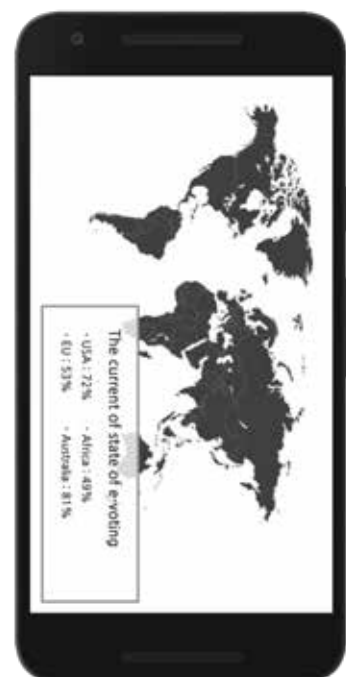 The current of state of e-voting
· USA : 72% · Africa : 49%
· EU : 53% · Australia : 81%